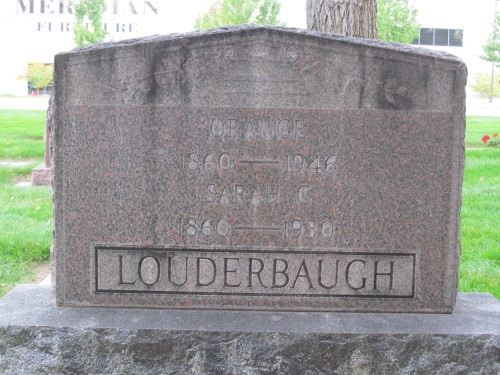 MERIDIAN
FURNITURE
ORANGE
1860 — 1946
SARAH C
1860 — 1930
LOUDERBAUGH